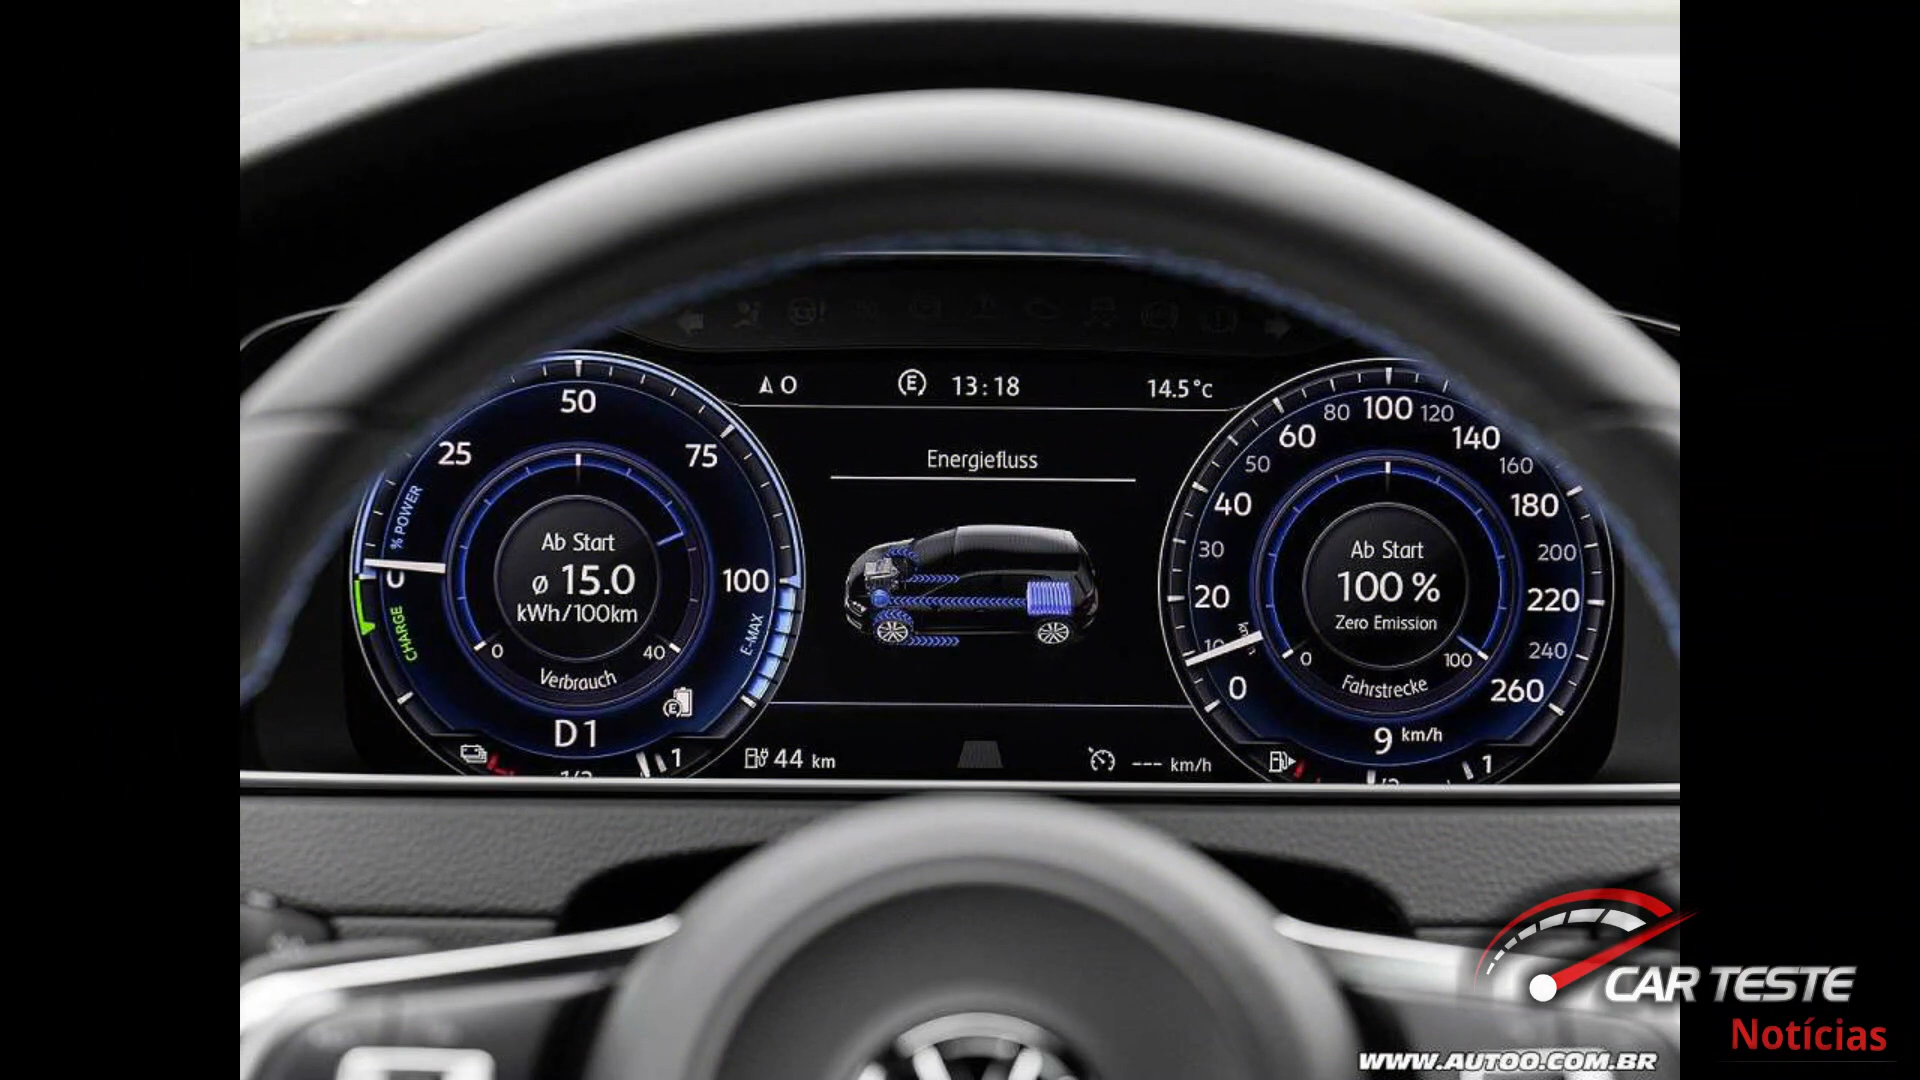 0
E 13:18
14.5°C
Energiefluss
25
50
75
100
% POWER
CHARGE
E-MAX
Ab Start
ø 15.0
kWh/100km
0
40
Verbrauch
E
D1
1/2
1
44 km
--- km/h
0
10
20
30
40
50
60
80
100
120
140
160
180
200
220
240
260
Ab Start
100 %
Zero Emission
0
100
Fahrstrecke
9 km/h
1
CAR TESTE
Notícias
WWW.AUTOO.COM.BR